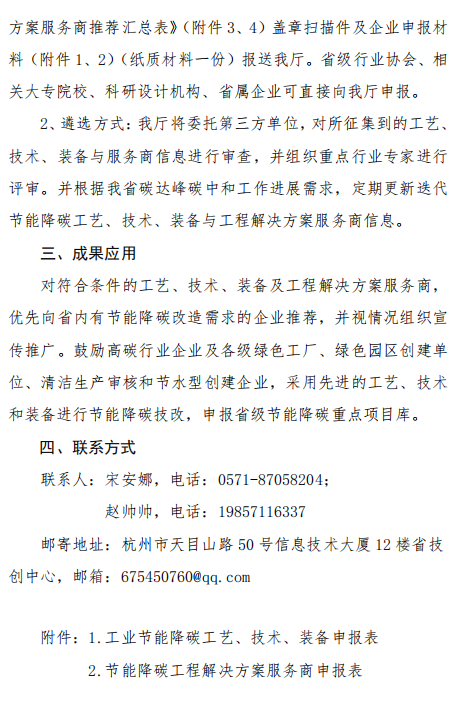 方案服务商推荐汇总表》（附件 3、4）盖章扫描件及企业申报材
料（附件 1、2）（纸质材料一份）报送我厅。省级行业协会、相
关大专院校、科研设计机构、省属企业可直接向我厅申报。
2、遴选方式：我厅将委托第三方单位，对所征集到的工艺、
技术、装备与服务商信息进行审查，并组织重点行业专家进行
评审。并根据我省碳达峰碳中和工作进展需求，定期更新迭代
节能降碳工艺、技术、装备与工程解决方案服务商信息。
三、成果应用
对符合条件的工艺、技术、装备及工程解决方案服务商，
优先向省内有节能降碳改造需求的企业推荐，并视情况组织宣
传推广。鼓励高碳行业企业及各级绿色工厂、绿色园区创建单
位、清洁生产审核和节水型创建企业，采用先进的工艺、技术
和装备进行节能降碳技改，申报省级节能降碳重点项目库。
四、联系方式
联系人：宋安娜，电话：0571-87058204；
赵帅帅，电话：19857116337
邮寄地址：杭州市天目山路 50 号信息技术大厦 12 楼省技
创中心，邮箱：675450760@qq.com
附件：1.工业节能降碳工艺、技术、装备申报表
2.节能降碳工程解决方案服务商申报表